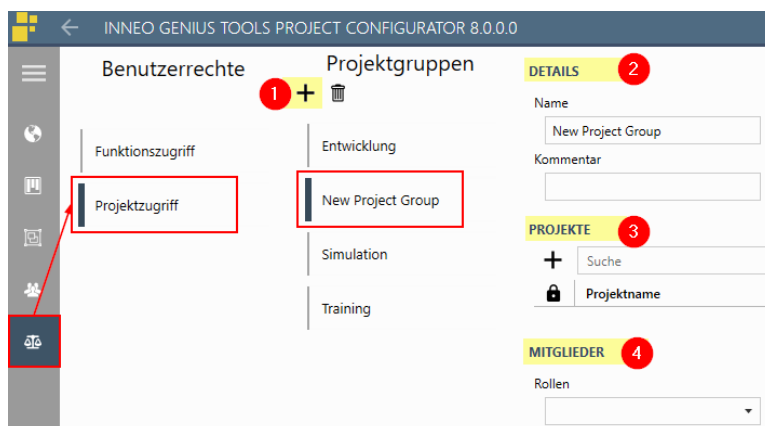 INNEO GENIUS TOOLS PROJECT CONFIGURATOR 8.0.0.0
Benutzerrechte
Funktionszugriff
Projektzugriff
Projektgruppen
1
Entwicklung
New Project Group
Simulation
Training
DETAILS 2
Name
New Project Group
Kommentar
PROJEKTE 3
Suche
Projektname
MITGLIEDER 4
Rollen